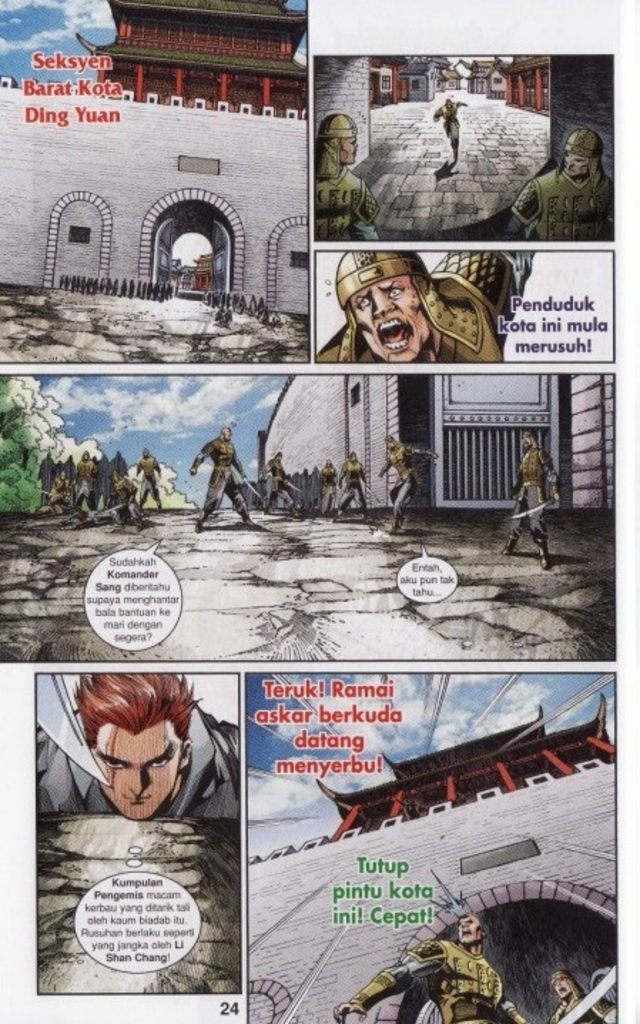 Seksyen
Barat Kota
Ding Yuan
Penduduk
kota ini mula
merusuh!
Sudahkah
Komander
Sang diberitahu
supaya menghantar
bala bantuan ke
mari dengan
segera?
Entah,
aku pun tak
tahu...
Kumpulan
Pengemis macam
kerbau yang ditarik tali
oleh kaum biadab itu.
Rusuhan berlaku seperti
yang jangka oleh Li
Shan Chang!
Teruk! Ramai
askar berkuda
datang
menyerbu!
Tutup
pintu kota
ini! Cepat!
24